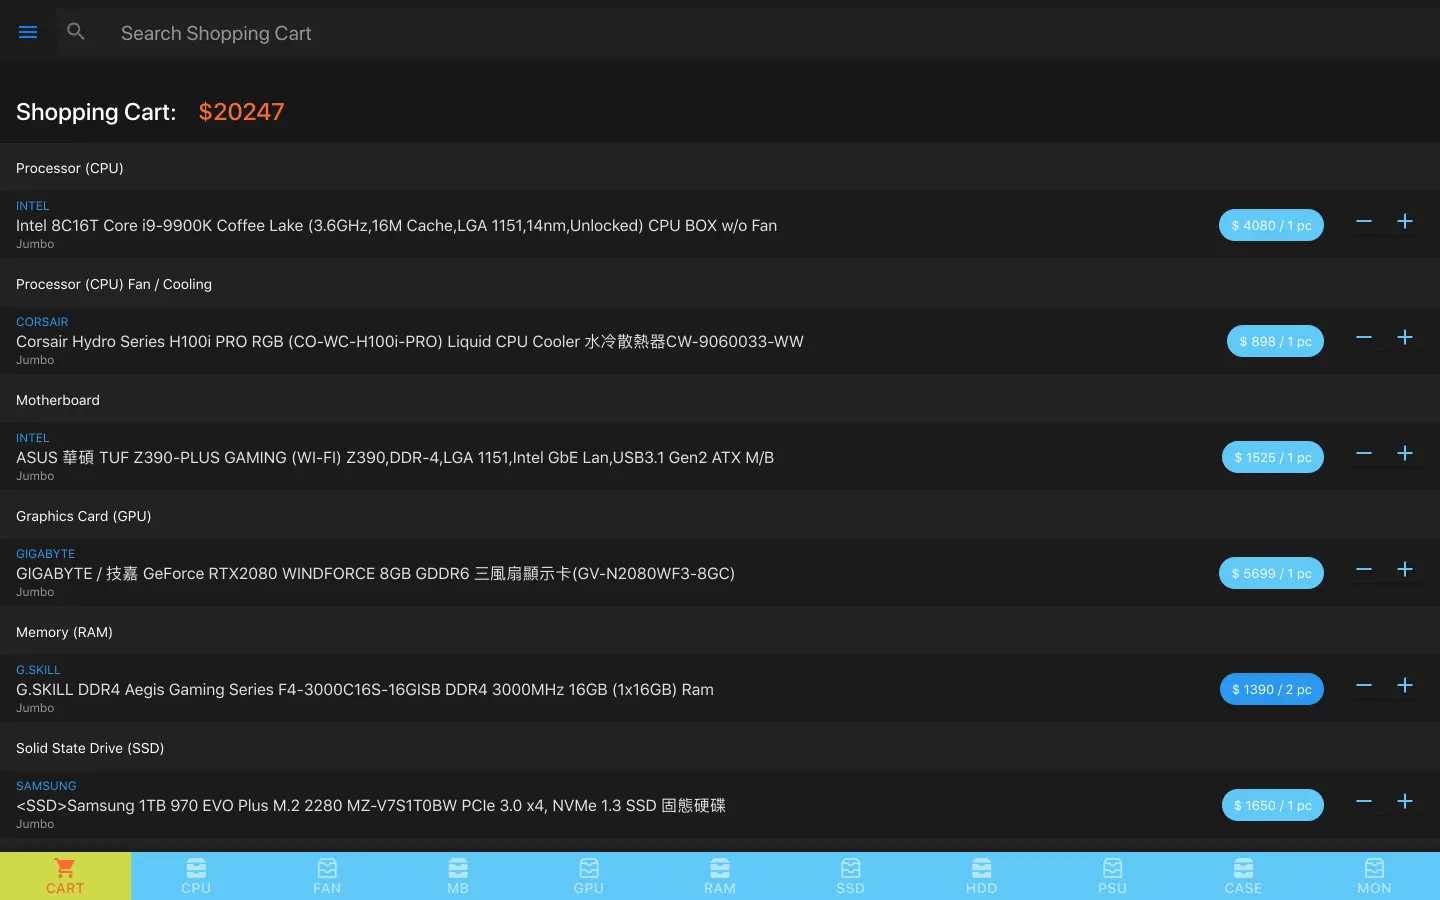 Search Shopping Cart
Shopping Cart: $20247
Processor (CPU)
INTEL
Intel 8C16T Core i9-9900K Coffee Lake (3.6GHz,16M Cache,LGA 1151,14nm,Unlocked) CPU BOX w/o Fan
$ 4080 / 1 pc
Jumbo
Processor (CPU) Fan / Cooling
CORSAIR
Corsair Hydro Series H100i PRO RGB (CO-WC-H100i-PRO) Liquid CPU Cooler 水冷散熱器CW-9060033-WW
$ 898 / 1 pc
Jumbo
Motherboard
INTEL
ASUS 華碩 TUF Z390-PLUS GAMING (WI-FI) Z390,DDR-4,LGA 1151,Intel GbE Lan,USB3.1 Gen2 ATX M/B
$ 1525 / 1 pc
Jumbo
Graphics Card (GPU)
GIGABYTE
GIGABYTE / 技嘉 GeForce RTX2080 WINDFORCE 8GB GDDR6 三風扇顯示卡(GV-N2080WF3-8GC)
$ 5699 / 1 pc
Jumbo
Memory (RAM)
G.SKILL
G.SKILL DDR4 Aegis Gaming Series F4-3000C16S-16GISB DDR4 3000MHz 16GB (1x16GB) Ram
$ 1390 / 2 pc
Jumbo
Solid State Drive (SSD)
SAMSUNG
<SSD>Samsung 1TB 970 EVO Plus M.2 2280 MZ-V7S1T0BW PCIe 3.0 x4, NVMe 1.3 SSD 固態硬碟
$ 1650 / 1 pc
Jumbo
CART CPU FAN MB GPU RAM SSD HDD PSU CASE MON